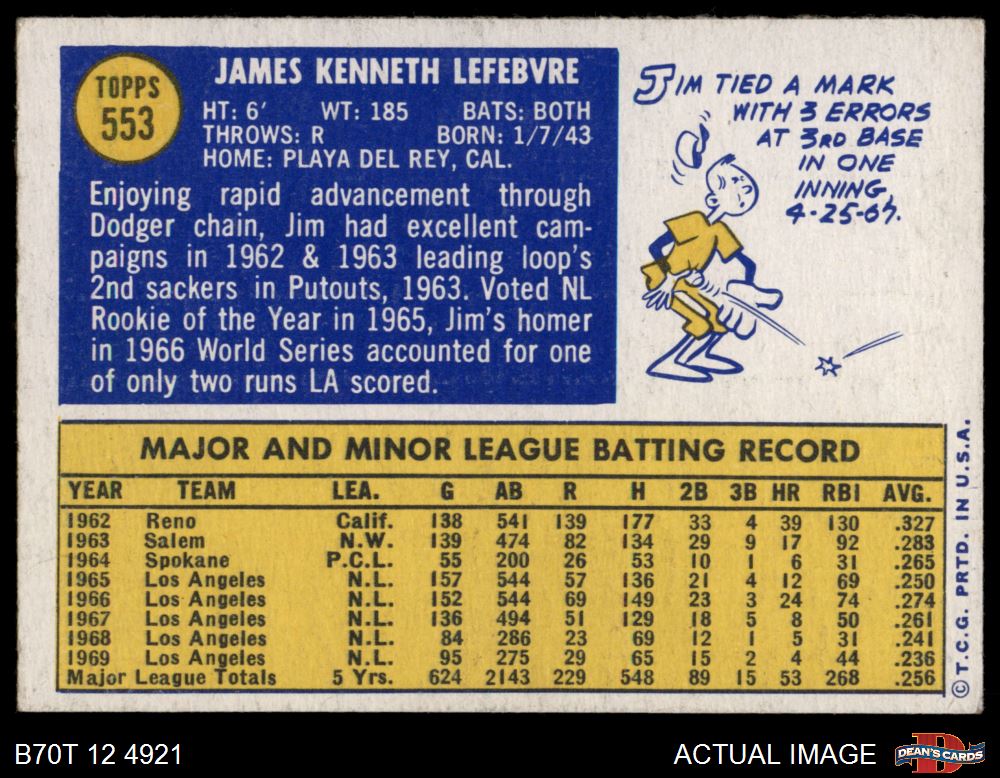 TOPPS
553
JAMES KENNETH LEFEBVRE
HT: 6' WT: 185 BATS: BOTH
THROWS: R BORN: 1/7/43
HOME: PLAYA DEL REY, CAL.
Enjoying rapid advancement through
Dodger chain, Jim had excellent cam-
paigns in 1962 & 1963 leading loop's
2nd sackers in Putouts, 1963. Voted NL
Rookie of the Year in 1965, Jim's homer
in 1966 World Series accounted for one
of only two runs LA scored.
JIM TIED A MARK
WITH 3 ERRORS
AT 3RD BASE
IN ONE
INNING,
4-25-67.
MAJOR AND MINOR LEAGUE BATTING RECORD
YEAR TEAM LEA. G AB R H 2B 3B HR RBI AVG.
1962 Reno Calif. 138 541 139 177 33 4 39 130 .327
1963 Salem N.W. 139 474 82 134 29 9 17 92 .283
1964 Spokane P.C.L. 55 200 26 53 10 1 6 31 .265
1965 Los Angeles N.L. 157 544 57 136 21 4 12 69 .250
1966 Los Angeles N.L. 152 544 69 149 23 3 24 74 .274
1967 Los Angeles N.L. 136 494 51 129 18 5 8 50 .261
1968 Los Angeles N.L. 84 286 23 69 12 1 5 31 .241
1969 Los Angeles N.L. 95 275 29 65 15 2 4 44 .236
Major League Totals 5 Yrs. 624 2143 229 548 89 15 53 268 .256
© T.C.G. PRTD. IN U.S.A.
B70T 12 4921
ACTUAL IMAGE
DEAN'S CARDS